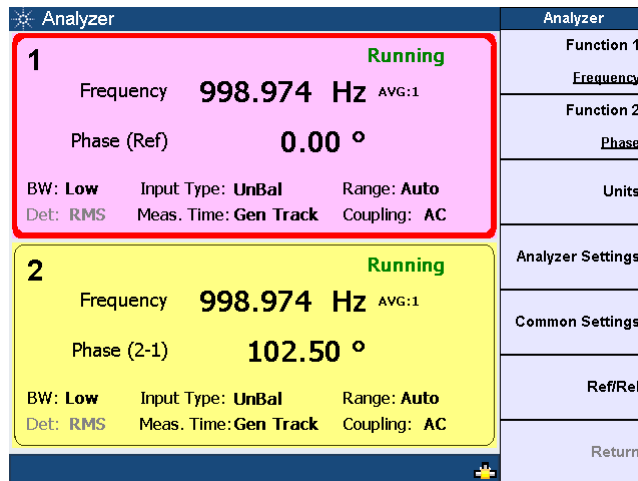 Analyzer
1
Running
Frequency 998.974 Hz AVG:1
Phase (Ref) 0.00 °
BW: Low Input Type: UnBal Range: Auto
Det: RMS Meas. Time: Gen Track Coupling: AC
2
Running
Frequency 998.974 Hz AVG:1
Phase (2-1) 102.50 °
BW: Low Input Type: UnBal Range: Auto
Det: RMS Meas. Time: Gen Track Coupling: AC
Analyzer
Function 1
Frequency
Function 2
Phase
Units
Analyzer Settings
Common Settings
Ref/Rel
Return